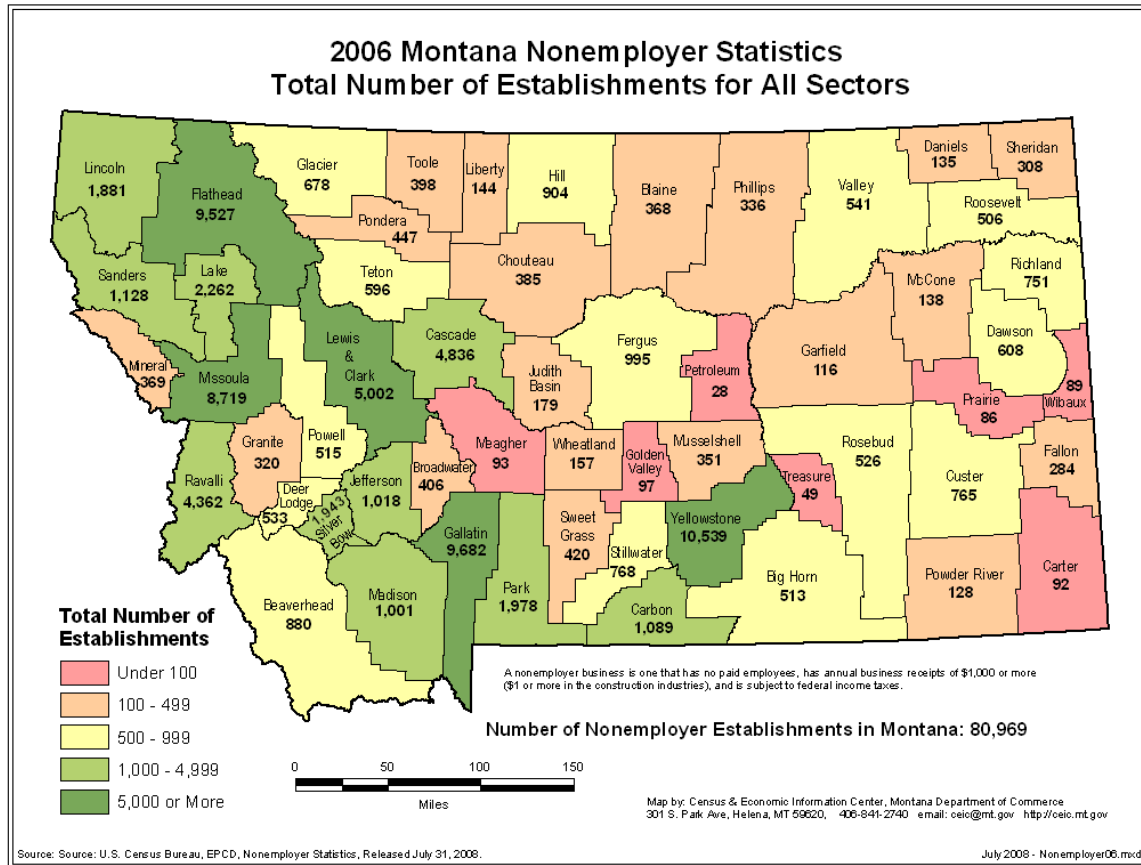 2006 Montana Nonemployer Statistics
Total Number of Establishments for All Sectors
Lincoln
1,881
Flathead
9,527
Glacier
678
Toole
398
Liberty
144
Hill
904
Blaine
368
Phillips
336
Valley
541
Daniels
135
Sheridan
308
Roosevelt
506
Pondera
447
Teton
596
Chouteau
385
Sanders
1,128
Lake
2,262
McCone
138
Richland
751
Dawson
608
Mineral
369
Mssoula
8,719
Lewis
&
Clark
5,002
Cascade
4,836
Judith
Basin
179
Fergus
995
Petroleum
28
Garfield
116
Prairie
86
89
Wibaux
Granite
320
Powell
515
Meagher
93
Wheatland
157
Golden
Valley
97
Musselshell
351
Treasure
49
Rosebud
526
Custer
765
Fallon
284
Ravalli
4,362
Deer
Lodge
533
1,943
Silver
Bow
Jefferson
1,018
Broadwater
406
Gallatin
9,682
Sweet
Grass
420
Stillwater
768
Yellowstone
10,539
Beaverhead
880
Madison
1,001
Park
1,978
Carbon
1,089
Big Horn
513
Powder River
128
Carter
92
Total Number of
Establishments
Under 100
100 - 499
500 - 999
1,000 - 4,999
5,000 or More
A nonemployer business is one that has no paid employees, has annual business receipts of $1,000 or more
($1 or more in the construction industries), and is subject to federal income taxes.
Number of Nonemployer Establishments in Montana: 80,969
0 50 100 150
Miles
Map by: Census & Economic Information Center, Montana Department of Commerce
301 S. Park Ave, Helena, MT 59620, 406-841-2740 email: ceic@mt.gov http://ceic.mt.gov
Source: Source: U.S. Census Bureau, EPCD, Nonemployer Statistics, Released July 31, 2008.
July 2008 - Nonemployer06.mxd